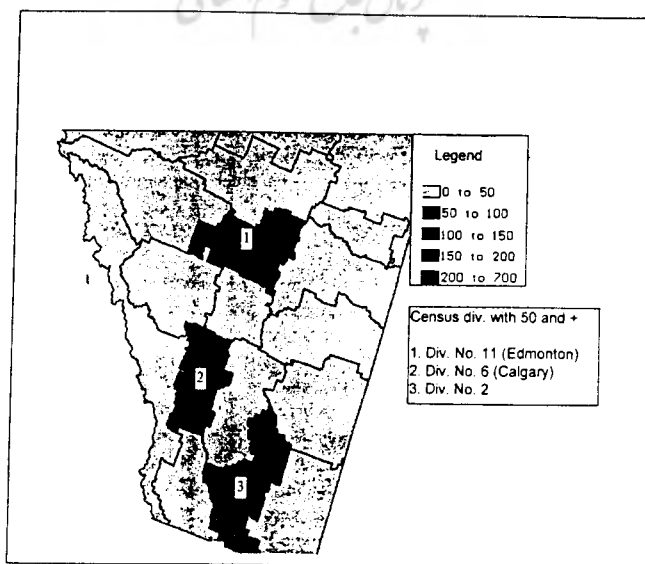 Legend
0 to 50
50 to 100
100 to 150
150 to 200
200 to 700
Census div. with 50 and +
1. Div. No. 11 (Edmonton)
2. Div. No. 6 (Calgary)
3. Div. No. 2
1
2
3